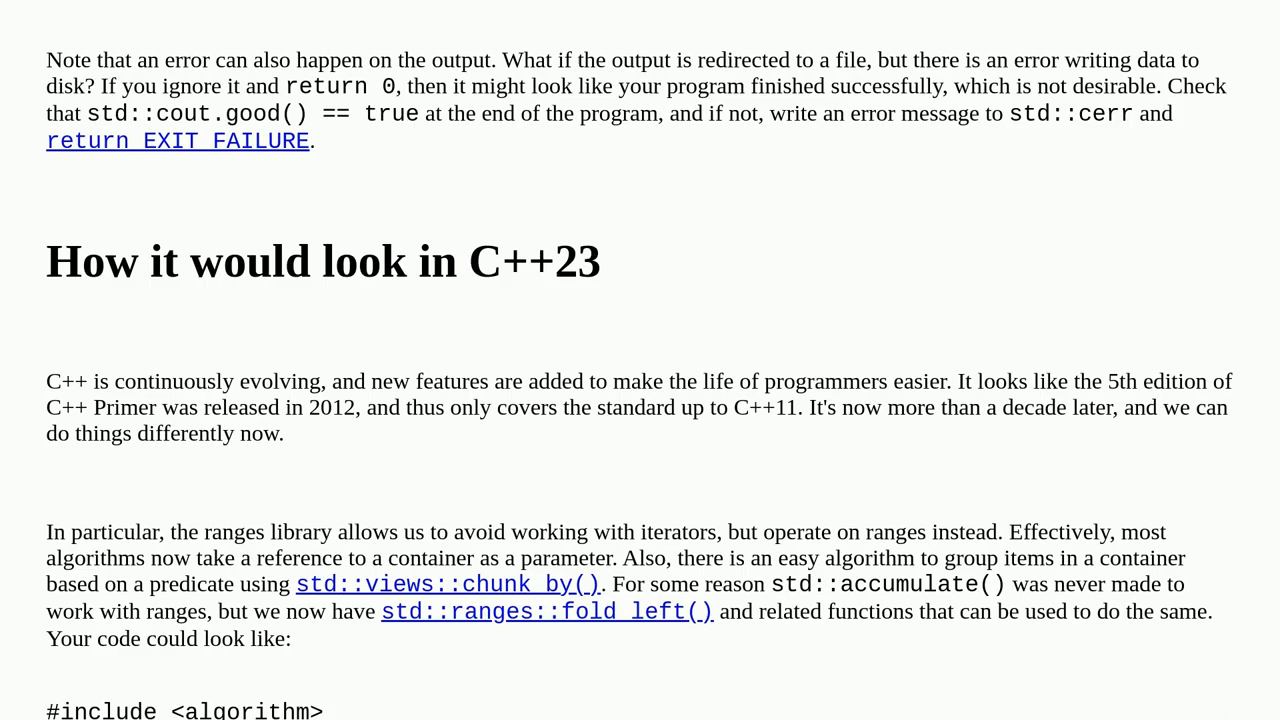 Note that an error can also happen on the output. What if the output is redirected to a file, but there is an error writing data to
disk? If you ignore it and return 0, then it might look like your program finished successfully, which is not desirable. Check
that std::cout.good() == true at the end of the program, and if not, write an error message to std::cerr and
return EXIT_FAILURE.
How it would look in C++23
C++ is continuously evolving, and new features are added to make the life of programmers easier. It looks like the 5th edition of
C++ Primer was released in 2012, and thus only covers the standard up to C++11. It's now more than a decade later, and we can
do things differently now.
In particular, the ranges library allows us to avoid working with iterators, but operate on ranges instead. Effectively, most
algorithms now take a reference to a container as a parameter. Also, there is an easy algorithm to group items in a container
based on a predicate using std::views::chunk_by(). For some reason std::accumulate() was never made to
work with ranges, but we now have std::ranges::fold_left() and related functions that can be used to do the same.
Your code could look like:
#include <algorithm>